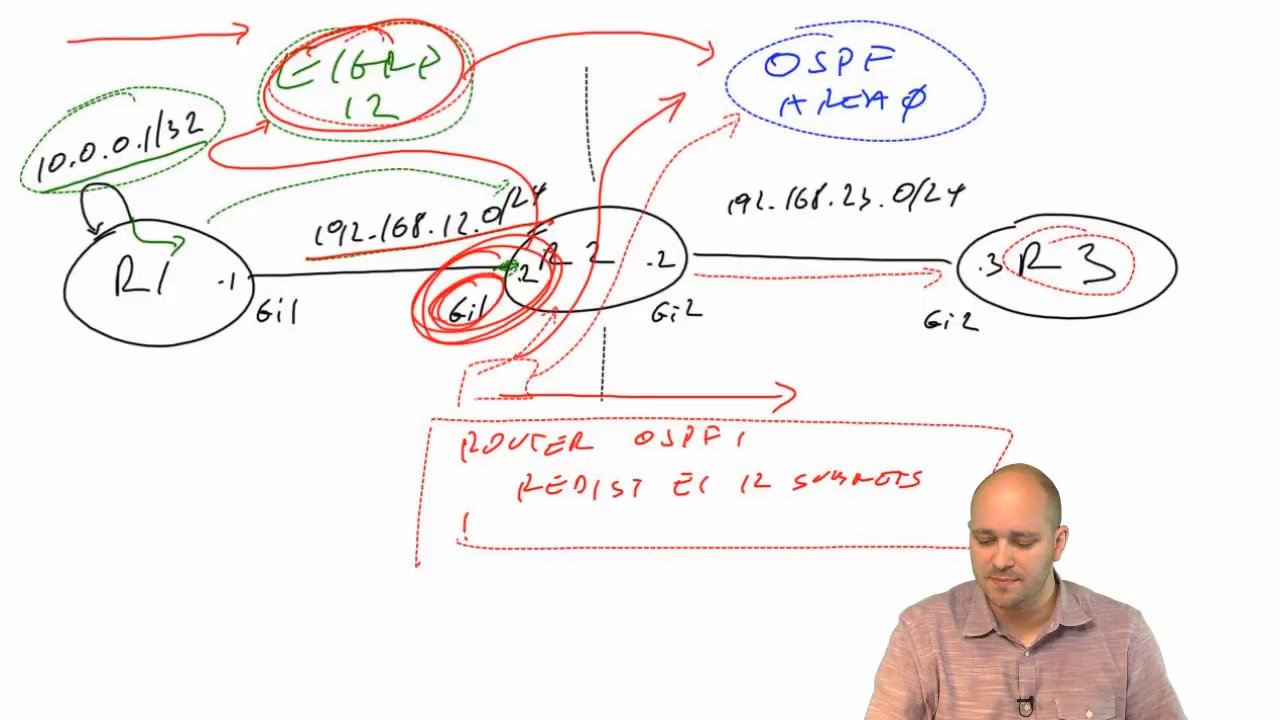 EIGRP
12
OSPF
AREA 0
10.0.0.1/32
192.168.12.0/24
192.168.23.0/24
R1
.1
Gi1
Gi1
.2
R2
.2
Gi2
.3
R3
Gi2
ROUTER OSPF 1
REDIST EI 12 SUBNETS
!